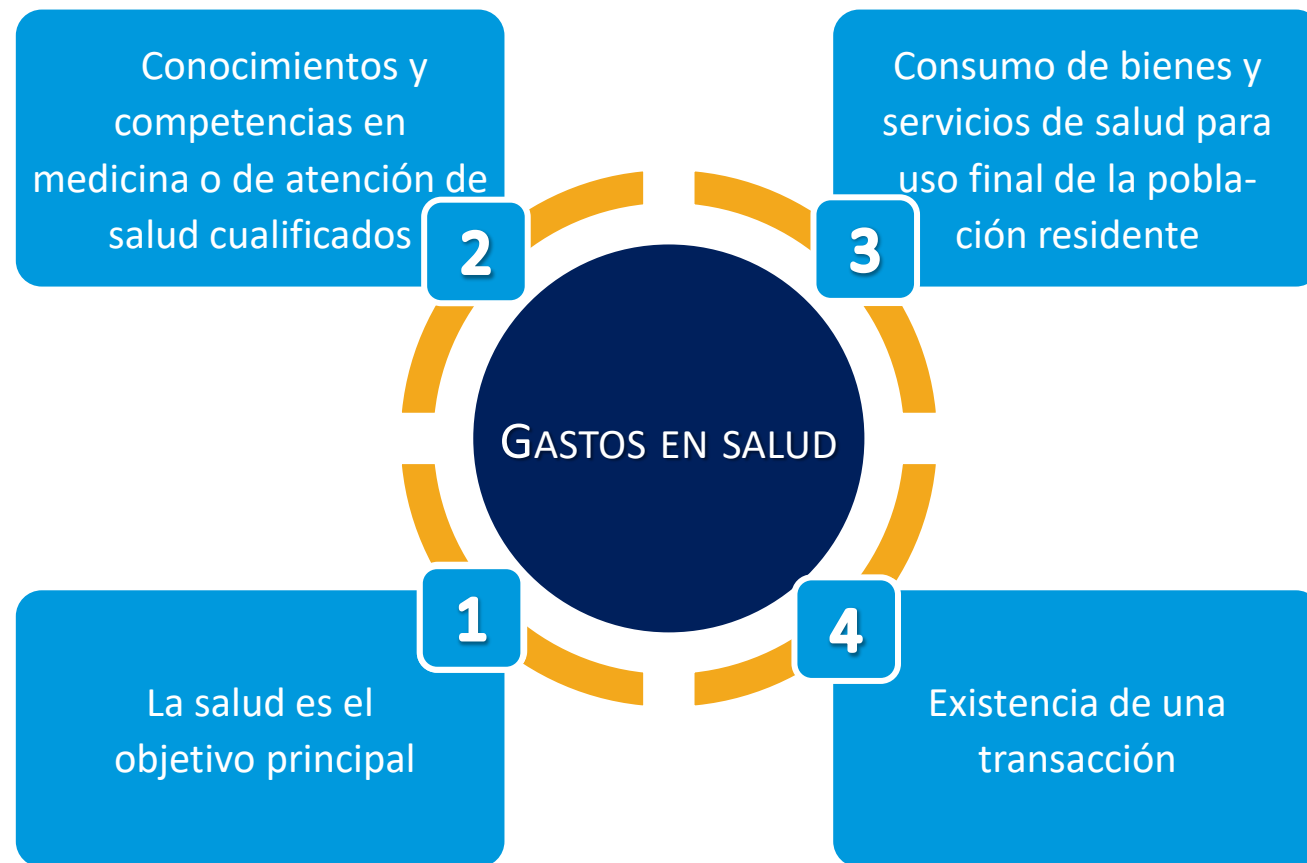 Conocimientos y
competencias en
medicina o de atención de
salud cualificados
2
Consumo de bienes y
servicios de salud para
uso final de la pobla-
ción residente
3
GASTOS EN SALUD
1
La salud es el
objetivo principal
4
Existencia de una
transacción